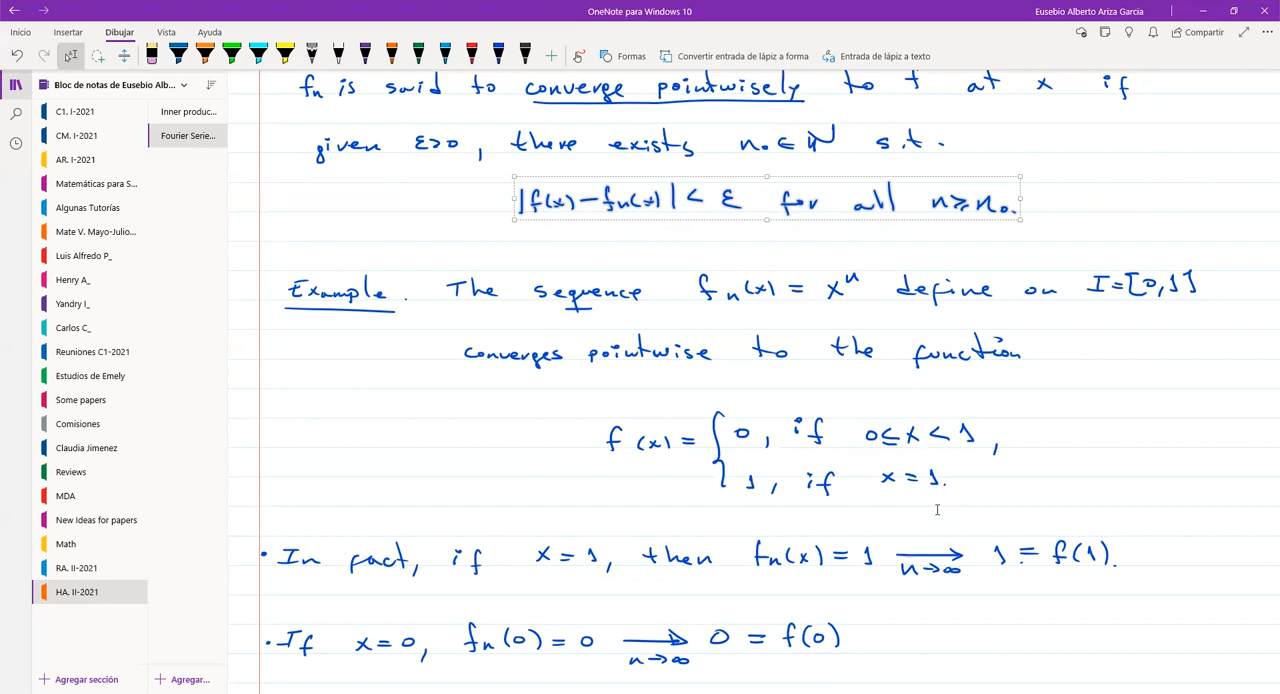 OneNote para Windows 10
Eusebio Alberto Ariza Garcia
Inicio Insertar Dibujar Vista Ayuda
Compartir
Formas Convertir entrada de lápiz a forma Entrada de lápiz a texto
Bloc de notas de Eusebio Alb...
C1. I-2021
CM. I-2021
AR. I-2021
Matemáticas para S...
Algunas Tutorías
Mate V. Mayo-Julio...
Luis Alfredo P_
Henry A_
Yandry I_
Carlos C_
Reuniones C1-2021
Estudios de Emely
Some papers
Comisiones
Claudia Jimenez
Reviews
MDA
New Ideas for papers
Math
RA. II-2021
HA. II-2021
Agregar sección
Inner produc...
Fourier Serie...
Agregar...
fn is said to converge pointwisely to f at x if
given ε>0, there exists n₀ ∈ ℕ s.t.
|f(x)-fn(x)| < ε for all n ≥ n₀.
Example. The sequence fn(x) = xⁿ define on I=[0,1]
converges pointwise to the function
f(x) = { 0, if 0≤x<1,
1, if x=1.
• In fact, if x=1, then fn(x)=1 → n→∞ 1 = f(1).
• If x=0, fn(0)=0 → n→∞ 0 = f(0)